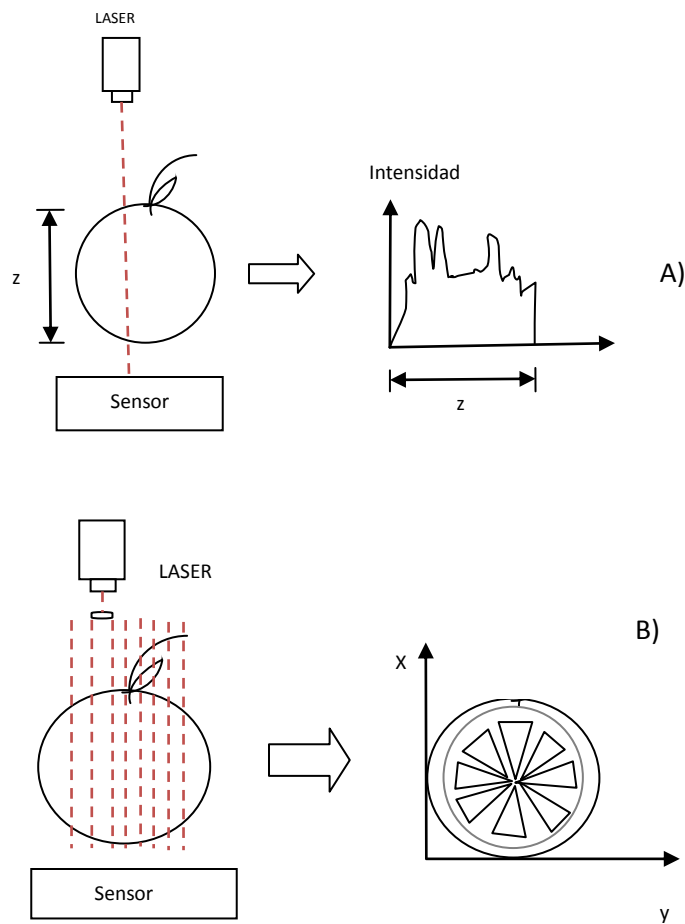 LASER
Intensidad
A)
z
Sensor
z
LASER
B)
X
Sensor
y